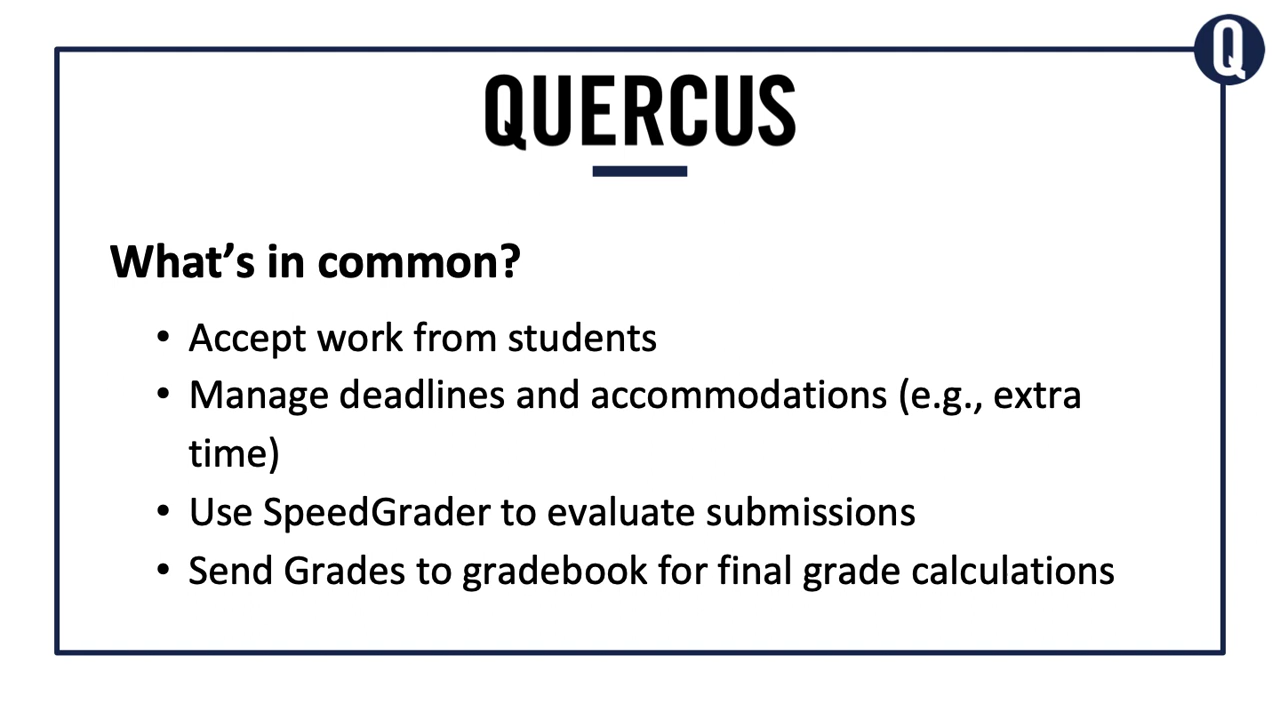 Q
QUERCUS
What’s in common?
• Accept work from students
• Manage deadlines and accommodations (e.g., extra
time)
• Use SpeedGrader to evaluate submissions
• Send Grades to gradebook for final grade calculations